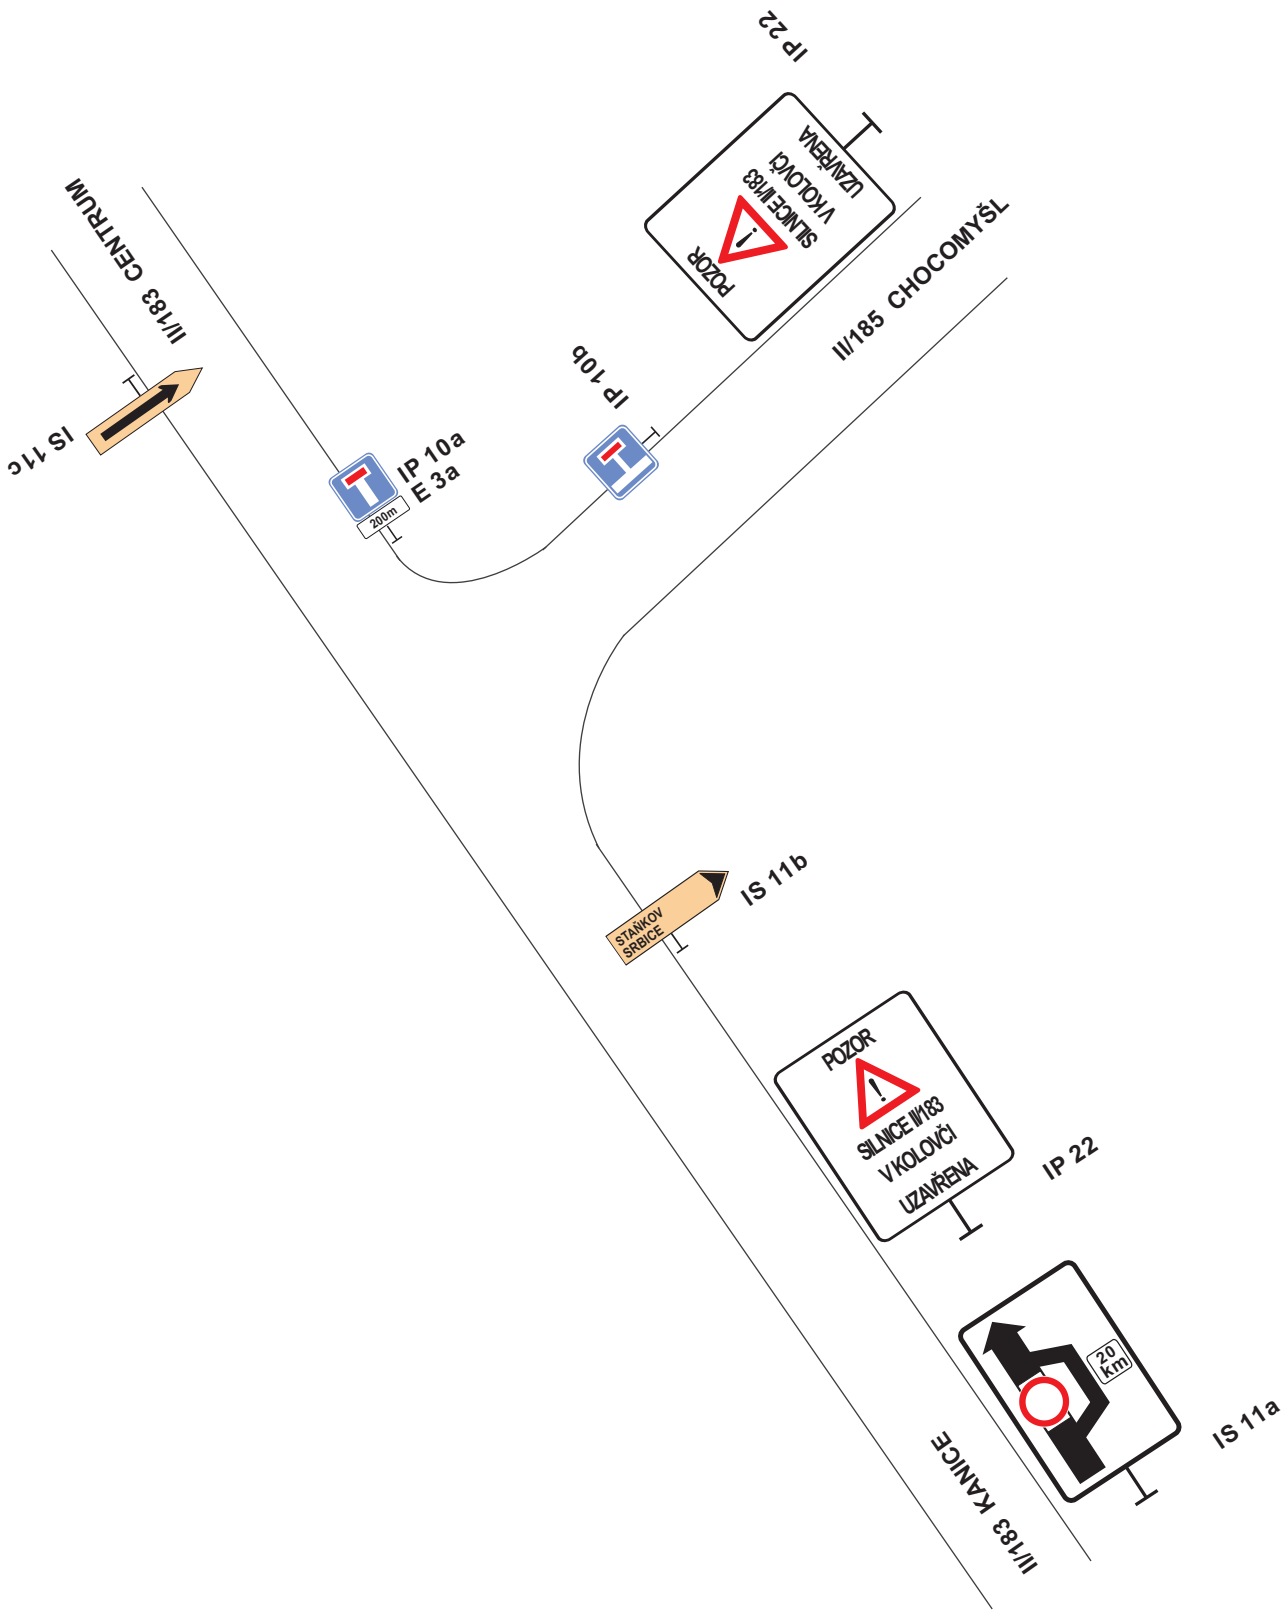 IP 22
UZAVŘENA
V KOLOVČI
SILNICE II/183
POZOR
II/183 CENTRUM
II/185 CHOCOMYŠL
IP 10b
IS 11c
IP 10a
E 3a
200m
IS 11b
STAŇKOV
SRBICE
POZOR
!
SILNICE II/183
V KOLOVČI
UZAVŘENA
IP 22
20
km
IS 11a
II/183 KANICE